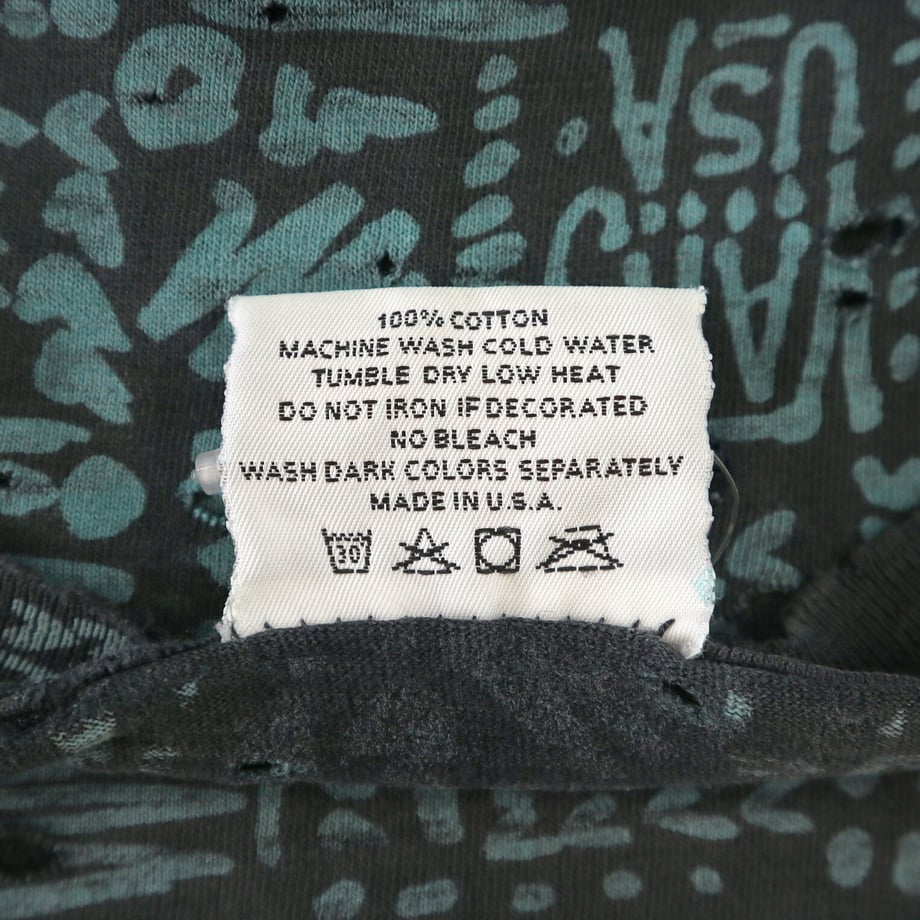 USA
100% COTTON
MACHINE WASH COLD WATER
TUMBLE DRY LOW HEAT
DO NOT IRON IF DECORATED
NO BLEACH
WASH DARK COLORS SEPARATELY
MADE IN U.S.A.
30°